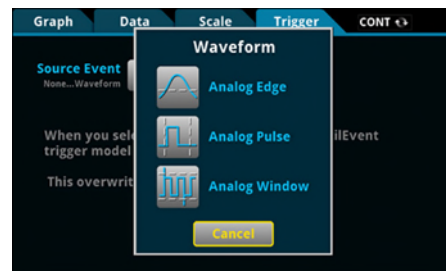 Graph Data Scale Trigger CONT
Waveform
Source Event
None...Waveform
Analog Edge
When you sel ilEvent
trigger model
Analog Pulse
This overwrit
Analog Window
Cancel